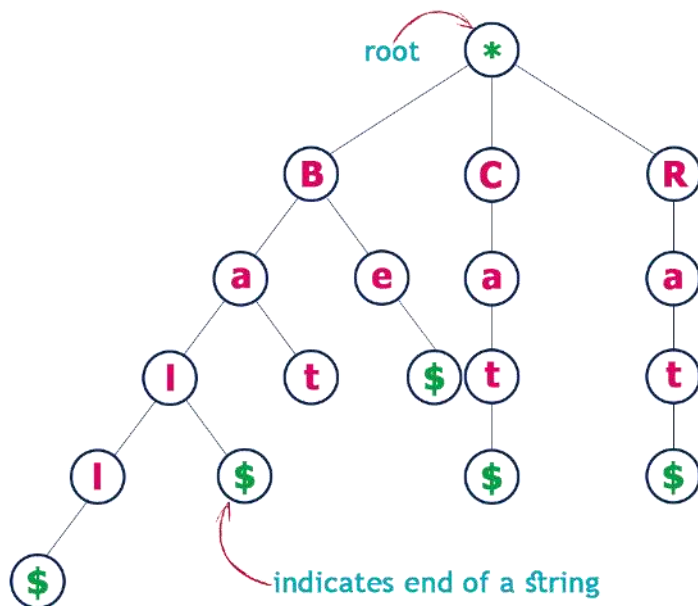 root *
B C R
a e a a
l t $ t t
l $ $ $
$ indicates end of a string